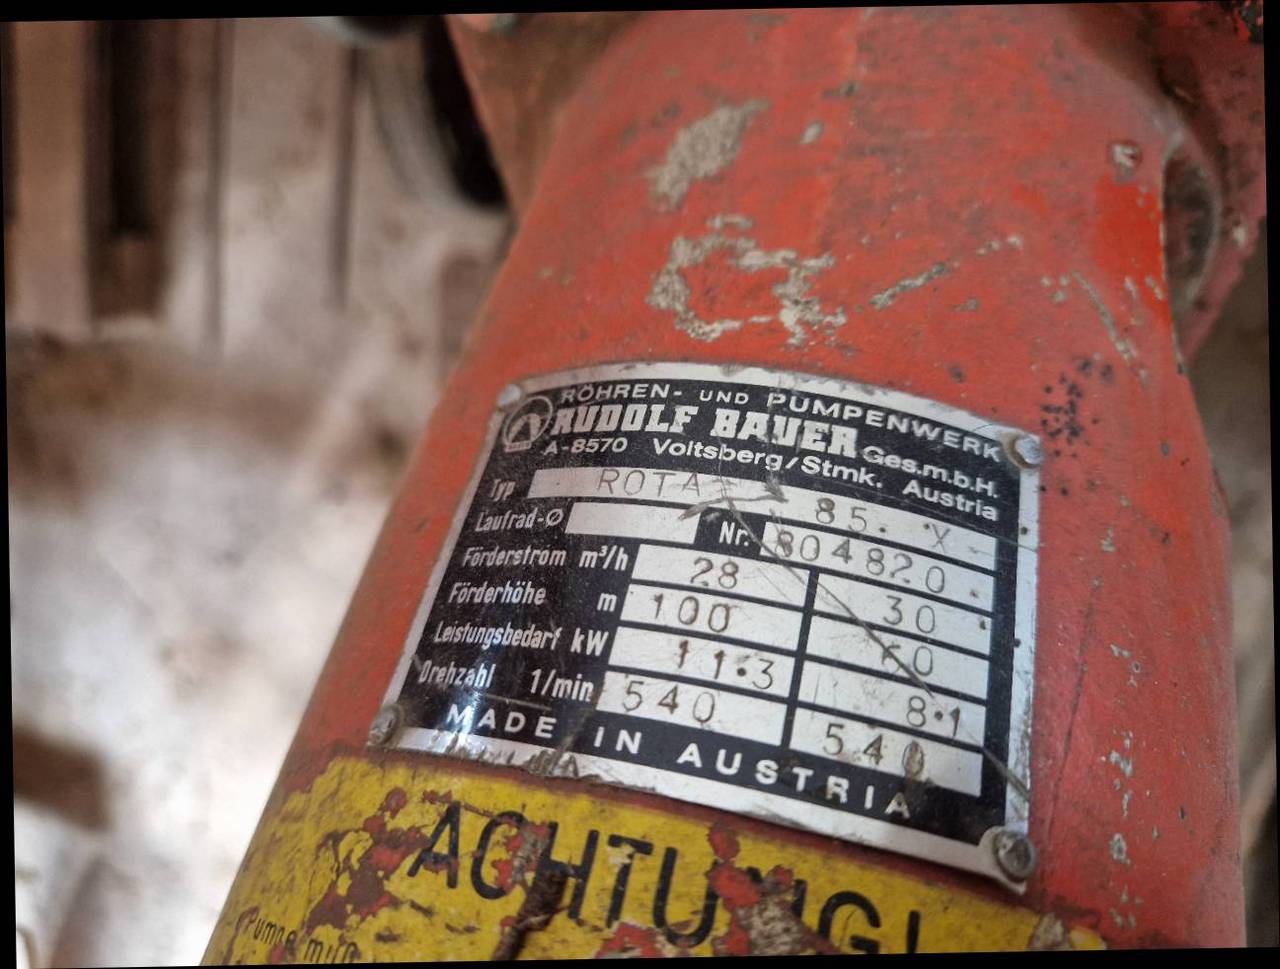 RÖHREN- UND PUMPENWERK
RUDOLF BAUER Ges.m.b.H.
A-8570 Voitsberg/Stmk. Austria
Typ ROTA 85. X
Laufrad-Ø Nr. 804820
Förderstrom m³/h 28 30
Förderhöhe m 100 60
Leistungsbedarf kW 11.3 8.1
Drehzahl 1/min 540 540
MADE IN AUSTRIA
ACHTUNG!
Pumpe